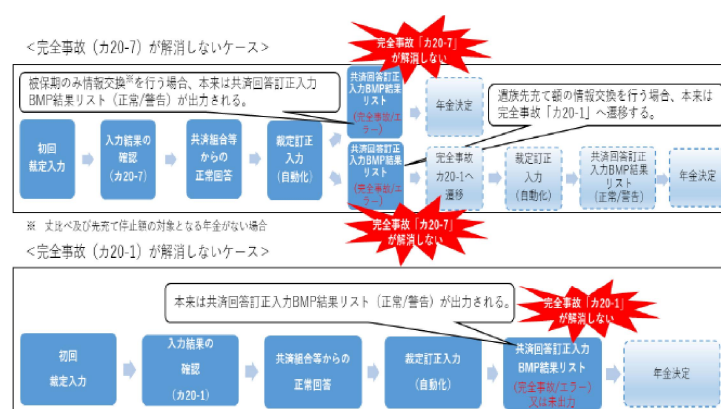 ＜完全事故（カ20-7）が解消しないケース＞
完全事故「カ20-7」
が解消しない
被保期のみ情報交換※を行う場合、本来は共済回答訂正入力
BMP結果リスト（正常/警告）が出力される。
共済回答訂正
入力BMP結果
リスト
(完全事故/エ
ラー)
年金決定
遺族先充て額の情報交換を行う場合、本来は
完全事故「カ20-1」へ遷移する。
初回
裁定入力
入力結果の
確認
(カ20-7)
共済組合等
からの
正常回答
裁定訂正
入力
(自動化)
共済回答訂正
入力BMP結果
リスト
(完全事故/エ
ラー)
完全事故
カ20-1へ
遷移
裁定訂正
入力
(自動化)
共済回答訂正
入力BMP結果
リスト
(正常/警告)
年金決定
完全事故「カ20-7」
が解消しない
※　丈比べ及び先充て停止額の対象となる年金がない場合
＜完全事故（カ20-1）が解消しないケース＞
本来は共済回答訂正入力BMP結果リスト（正常/警告）が出力される。
完全事故「カ20-1」
が解消しない
初回
裁定入力
入力結果の
確認
(カ20-1)
共済組合等からの
正常回答
裁定訂正入力
(自動化)
共済回答訂正入力
BMP結果リスト
(完全事故/エラー)
又は未出力
年金決定